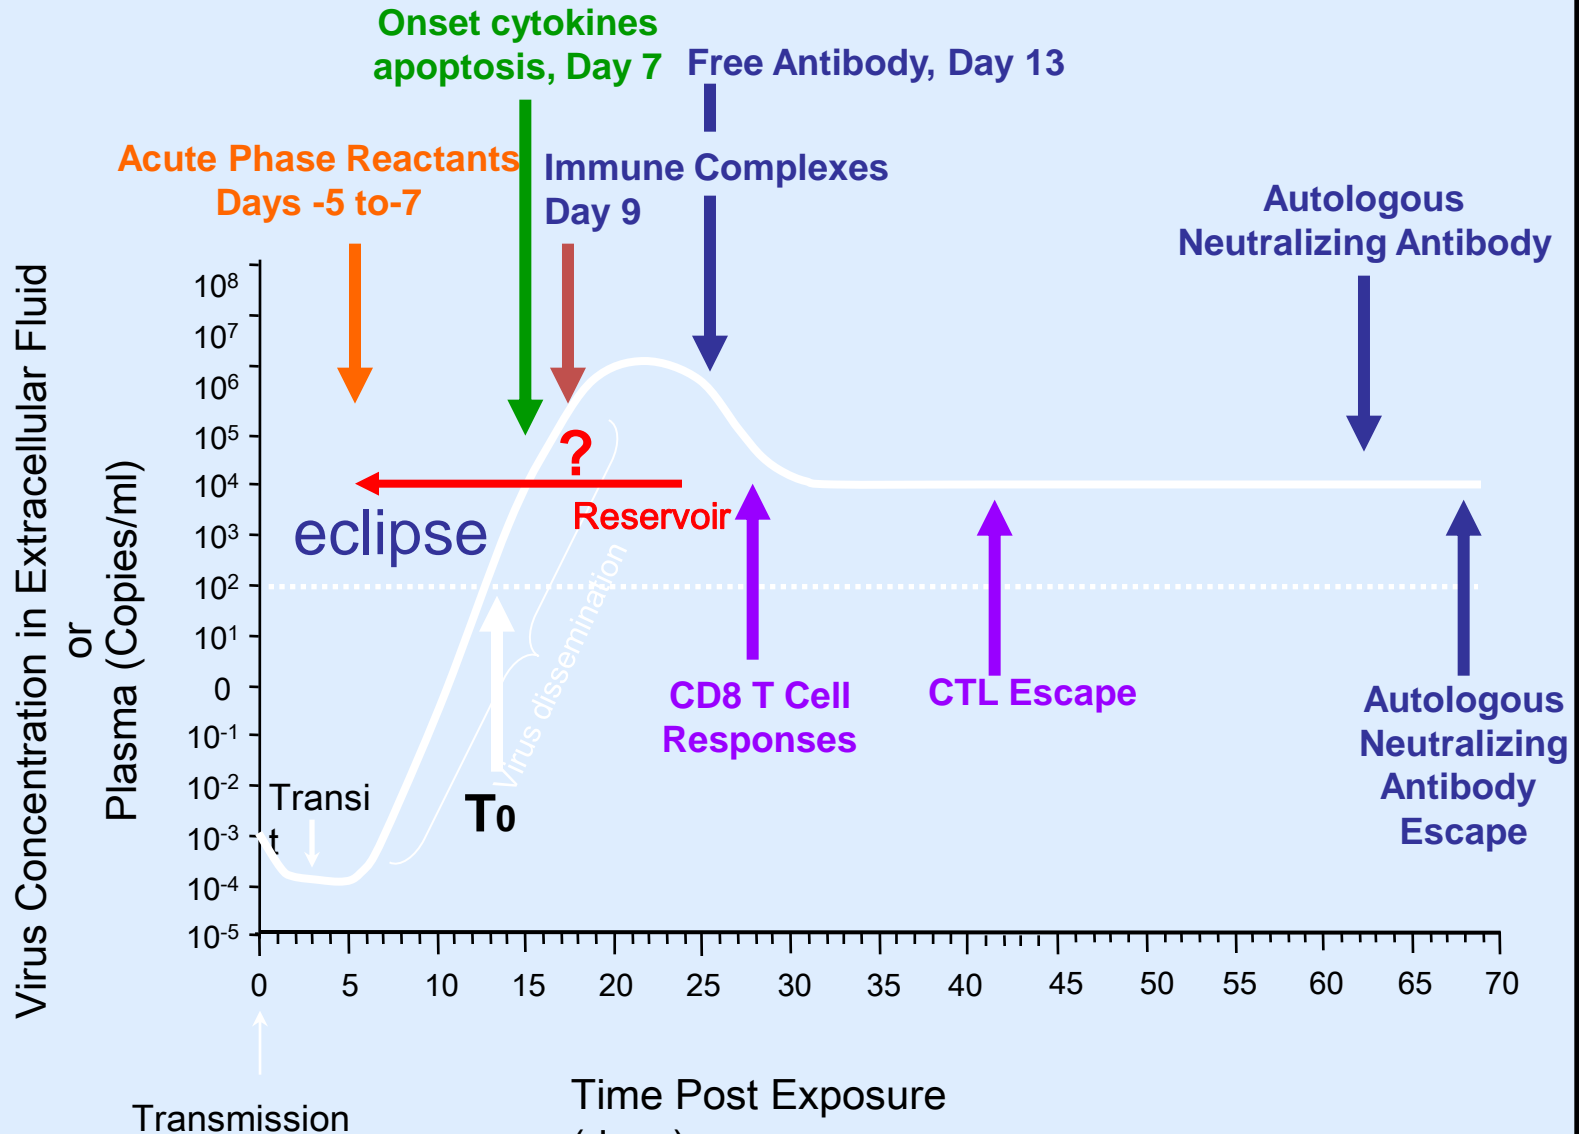 Onset cytokines
apoptosis, Day 7
Free Antibody, Day 13
Acute Phase Reactants
Days -5 to-7
Immune Complexes
Day 9
Autologous
Neutralizing Antibody
Virus Concentration in Extracellular Fluid
or
Plasma (Copies/ml)
10⁸
10⁷
10⁶
10⁵
10⁴
10³
10²
10¹
0
10⁻¹
10⁻²
10⁻³
10⁻⁴
10⁻⁵
?
Reservoir
eclipse
Virus dissemination
T0
Transi
t
CD8 T Cell
Responses
CTL Escape
Autologous
Neutralizing
Antibody
Escape
0 5 10 15 20 25 30 35 40 45 50 55 60 65 70
Transmission
Time Post Exposure